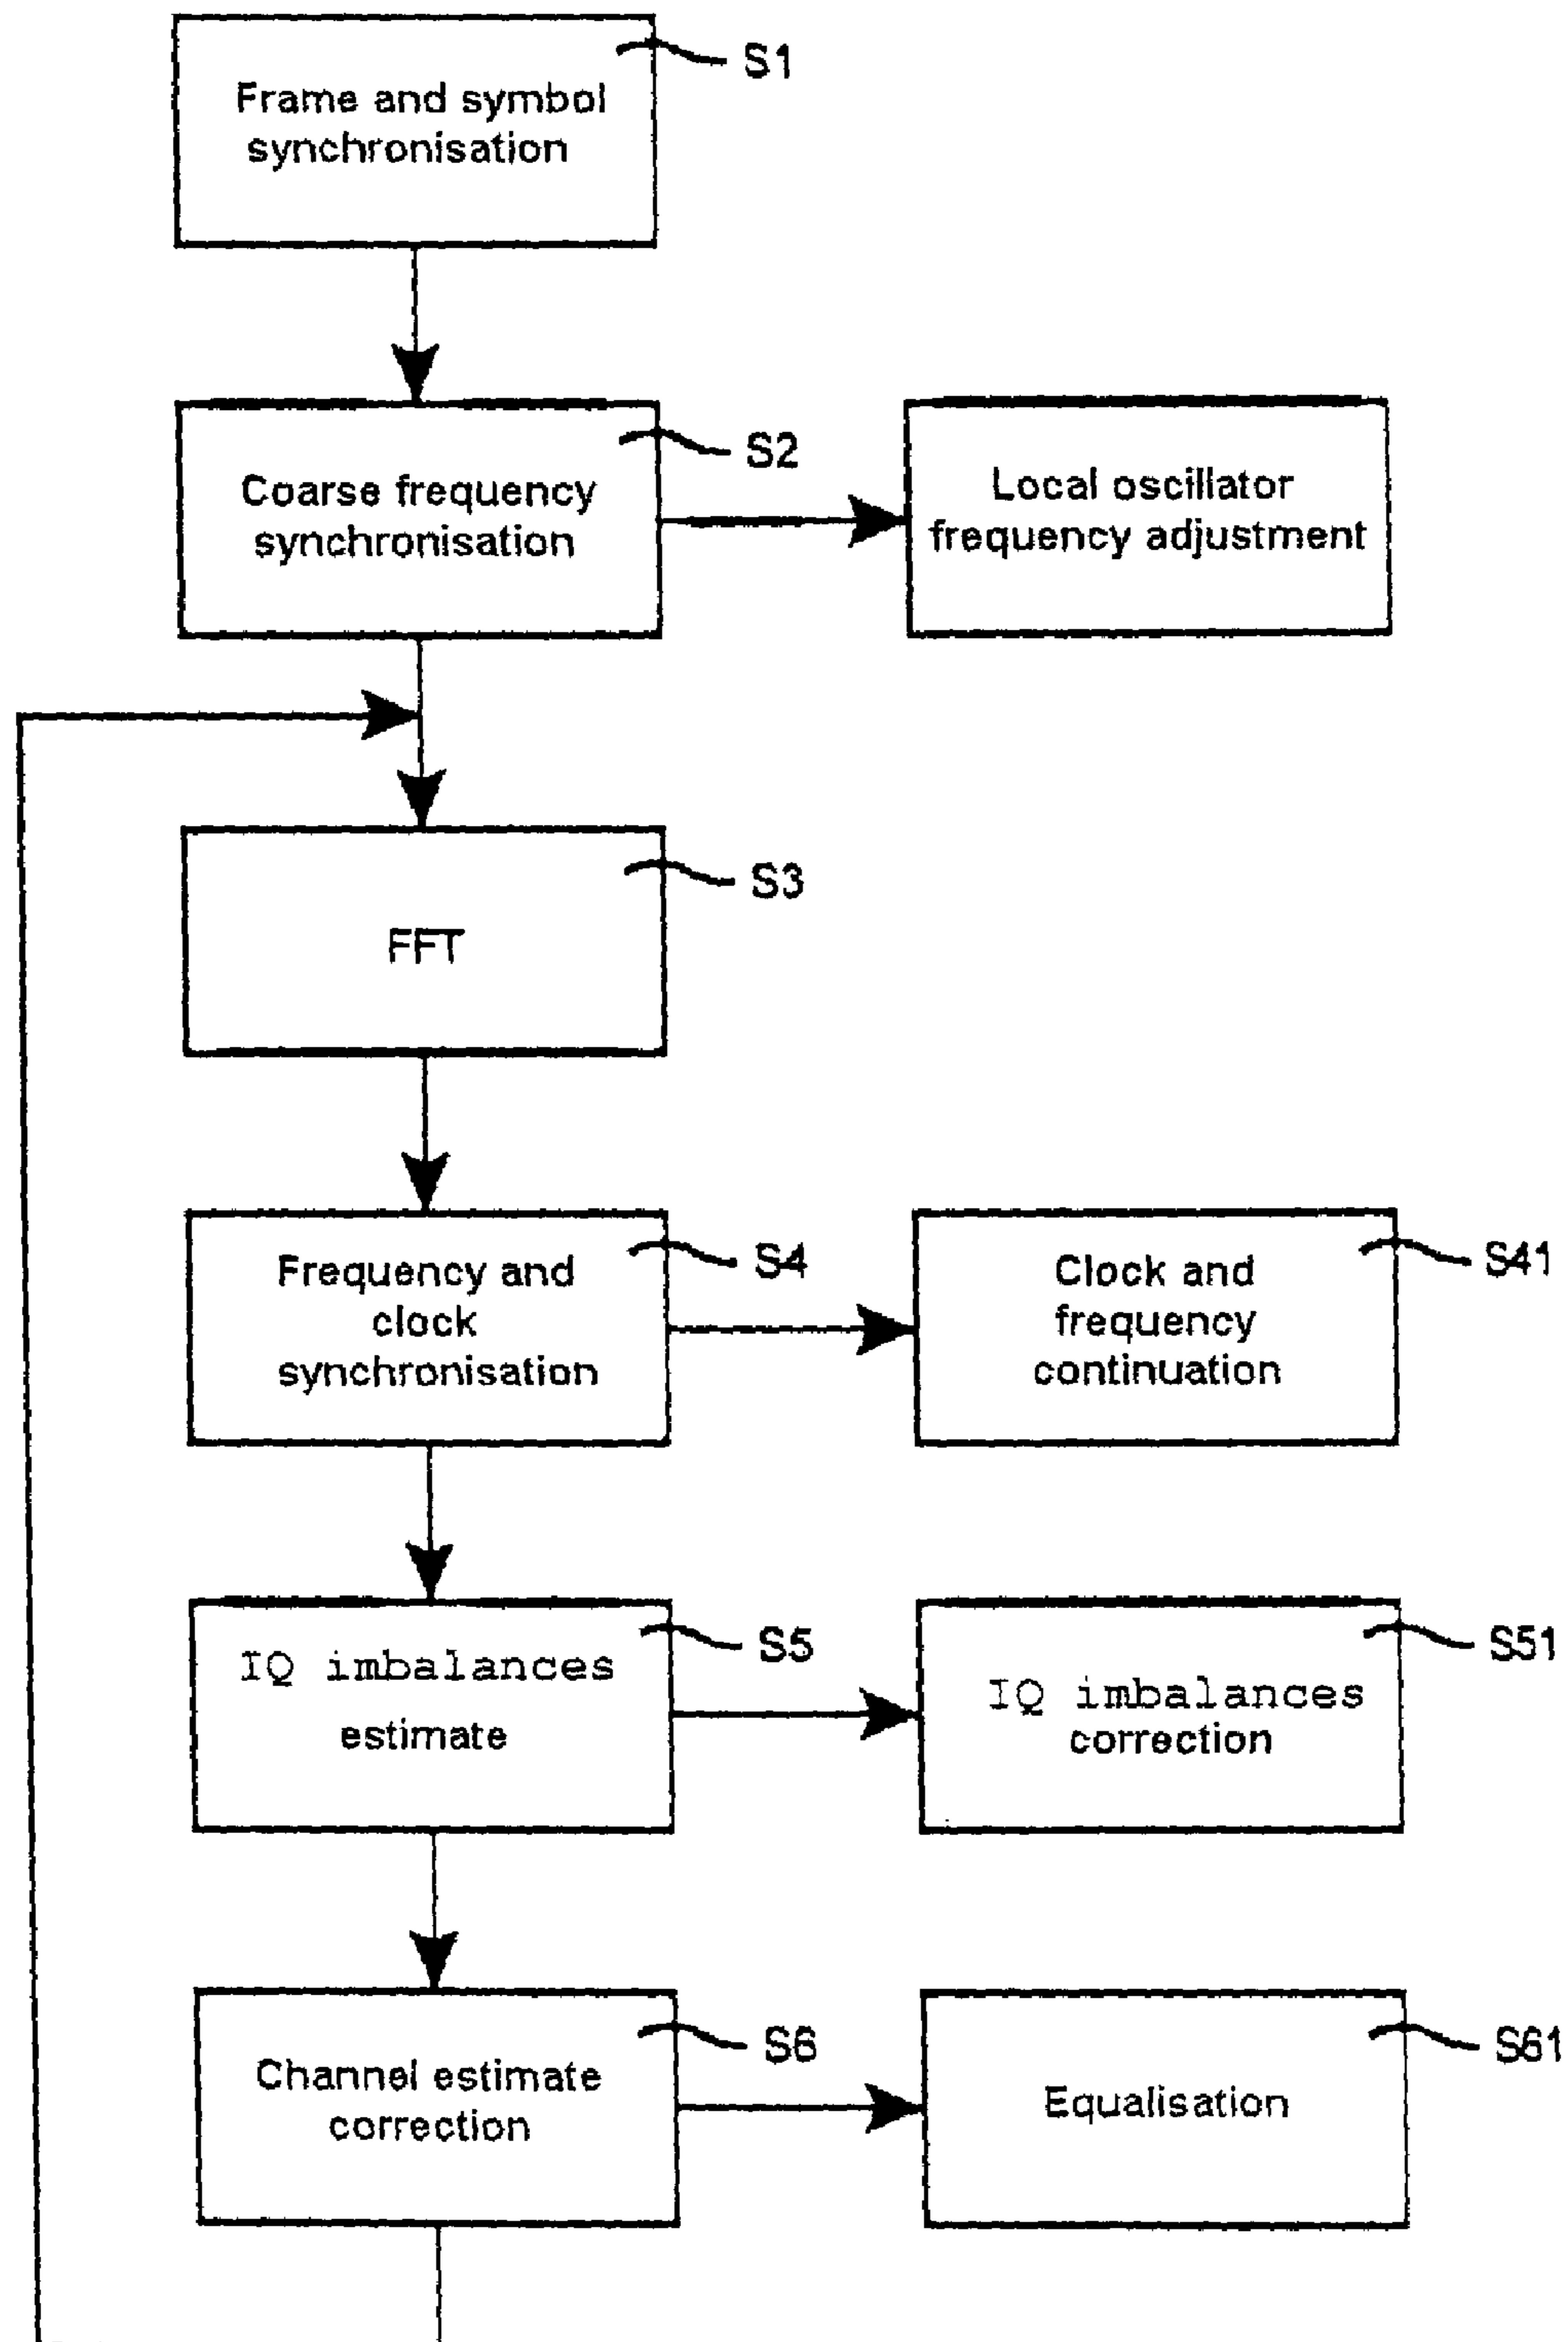 S1
Frame and symbol
synchronisation
S2
Coarse frequency
synchronisation
Local oscillator
frequency adjustment
S3
FFT
S4
Frequency and
clock
synchronisation
S41
Clock and
frequency
continuation
S5
IQ imbalances
estimate
S51
IQ imbalances
correction
S6
Channel estimate
correction
S61
Equalisation